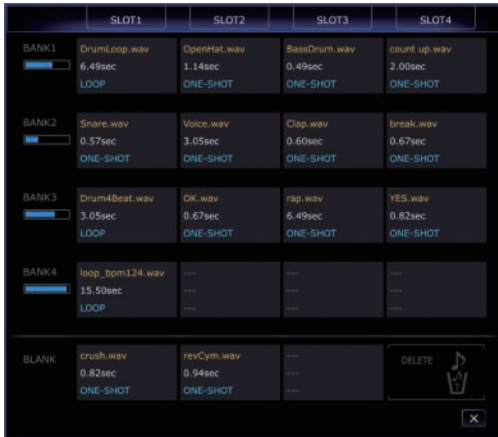 SLOT1 SLOT2 SLOT3 SLOT4
BANK1 DrumLoop.wav OpenHat.wav BassDrum.wav count up.wav
6.49sec 1.14sec 0.49sec 2.00sec
LOOP ONE-SHOT ONE-SHOT ONE-SHOT
BANK2 Snare.wav Voice.wav Clap.wav break.wav
0.57sec 3.05sec 0.60sec 0.67sec
ONE-SHOT ONE-SHOT ONE-SHOT ONE-SHOT
BANK3 Drum4Beat.wav OK.wav rap.wav YES.wav
3.05sec 0.67sec 6.49sec 0.82sec
LOOP ONE-SHOT ONE-SHOT ONE-SHOT
BANK4 loop_bpm124.wav --- --- ---
15.50sec --- --- ---
LOOP --- --- ---
BLANK crush.wav revCym.wav --- DELETE
0.82sec 0.94sec ---
ONE-SHOT ONE-SHOT ---